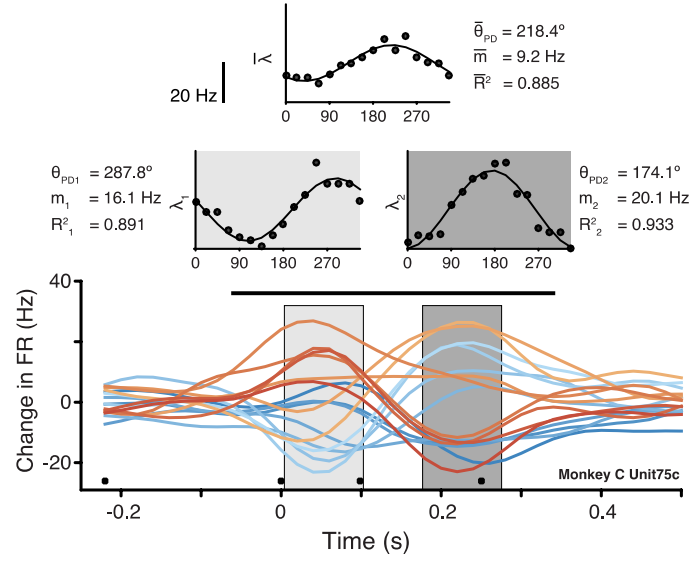 λ̅
20 Hz
0 90 180 270
θ̅PD = 218.4º
m̅ = 9.2 Hz
R̅² = 0.885
θPD1 = 287.8º
m1 = 16.1 Hz
R²1 = 0.891
λ1
0 90 180 270
λ2
0 90 180 270
θPD2 = 174.1º
m2 = 20.1 Hz
R²2 = 0.933
Change in FR (Hz)
40
0
-20
Monkey C Unit75c
-0.2 0 0.2 0.4
Time (s)